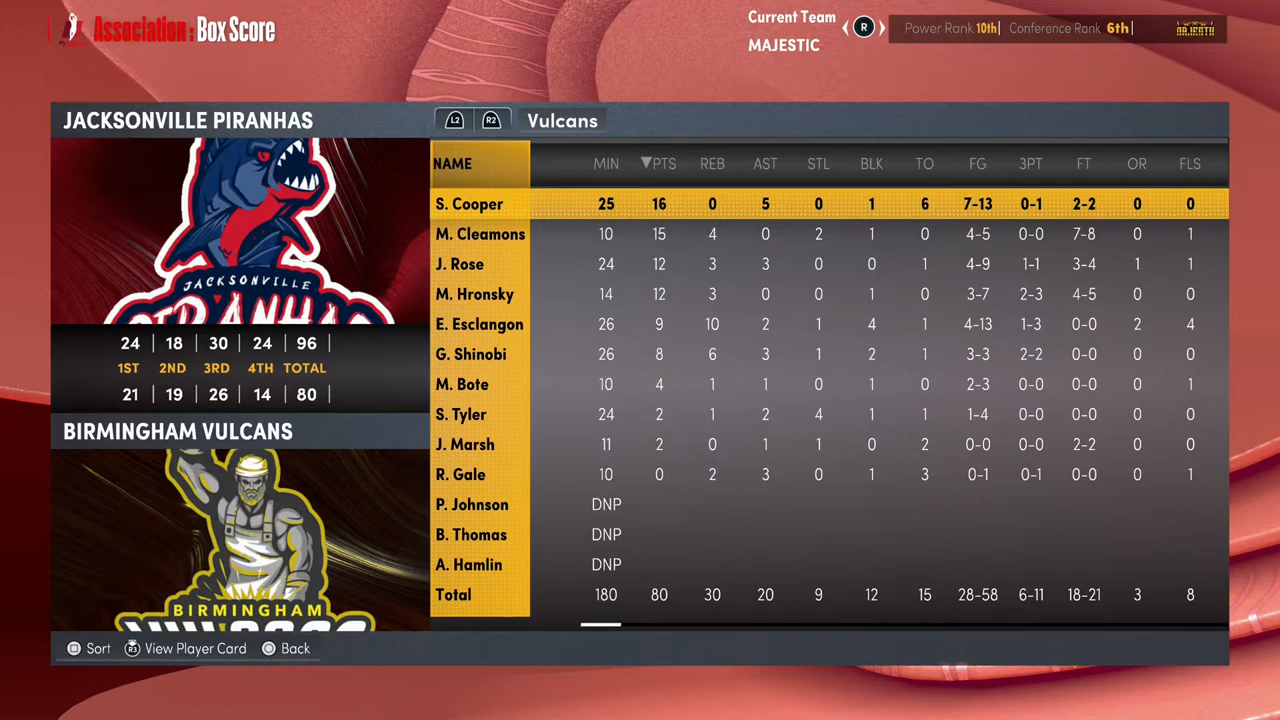 Association : Box Score
Current Team
MAJESTIC
R
Power Rank 10th| Conference Rank 6th|
JACKSONVILLE PIRANHAS
L2 R2 Vulcans
JACKSONVILLE
24 | 18 | 30 | 24 | 96 |
1ST 2ND 3RD 4TH TOTAL
21 | 19 | 26 | 14 | 80 |
BIRMINGHAM VULCANS
BIRMINGHAM
NAME MIN ▼PTS REB AST STL BLK TO FG 3PT FT OR FLS
S. Cooper 25 16 0 5 0 1 6 7-13 0-1 2-2 0 0
M. Cleamons 10 15 4 0 2 1 0 4-5 0-0 7-8 0 1
J. Rose 24 12 3 3 0 0 1 4-9 1-1 3-4 1 1
M. Hronsky 14 12 3 0 0 1 0 3-7 2-3 4-5 0 0
E. Esclangon 26 9 10 2 1 4 1 4-13 1-3 0-0 2 4
G. Shinobi 26 8 6 3 1 2 1 3-3 2-2 0-0 0 0
M. Bote 10 4 1 1 0 1 0 2-3 0-0 0-0 0 1
S. Tyler 24 2 1 2 4 1 1 1-4 0-0 0-0 0 0
J. Marsh 11 2 0 1 1 0 2 0-0 0-0 2-2 0 0
R. Gale 10 0 2 3 0 1 3 0-1 0-1 0-0 0 1
P. Johnson DNP
B. Thomas DNP
A. Hamlin DNP
Total 180 80 30 20 9 12 15 28-58 6-11 18-21 3 8
Sort R3 View Player Card Back